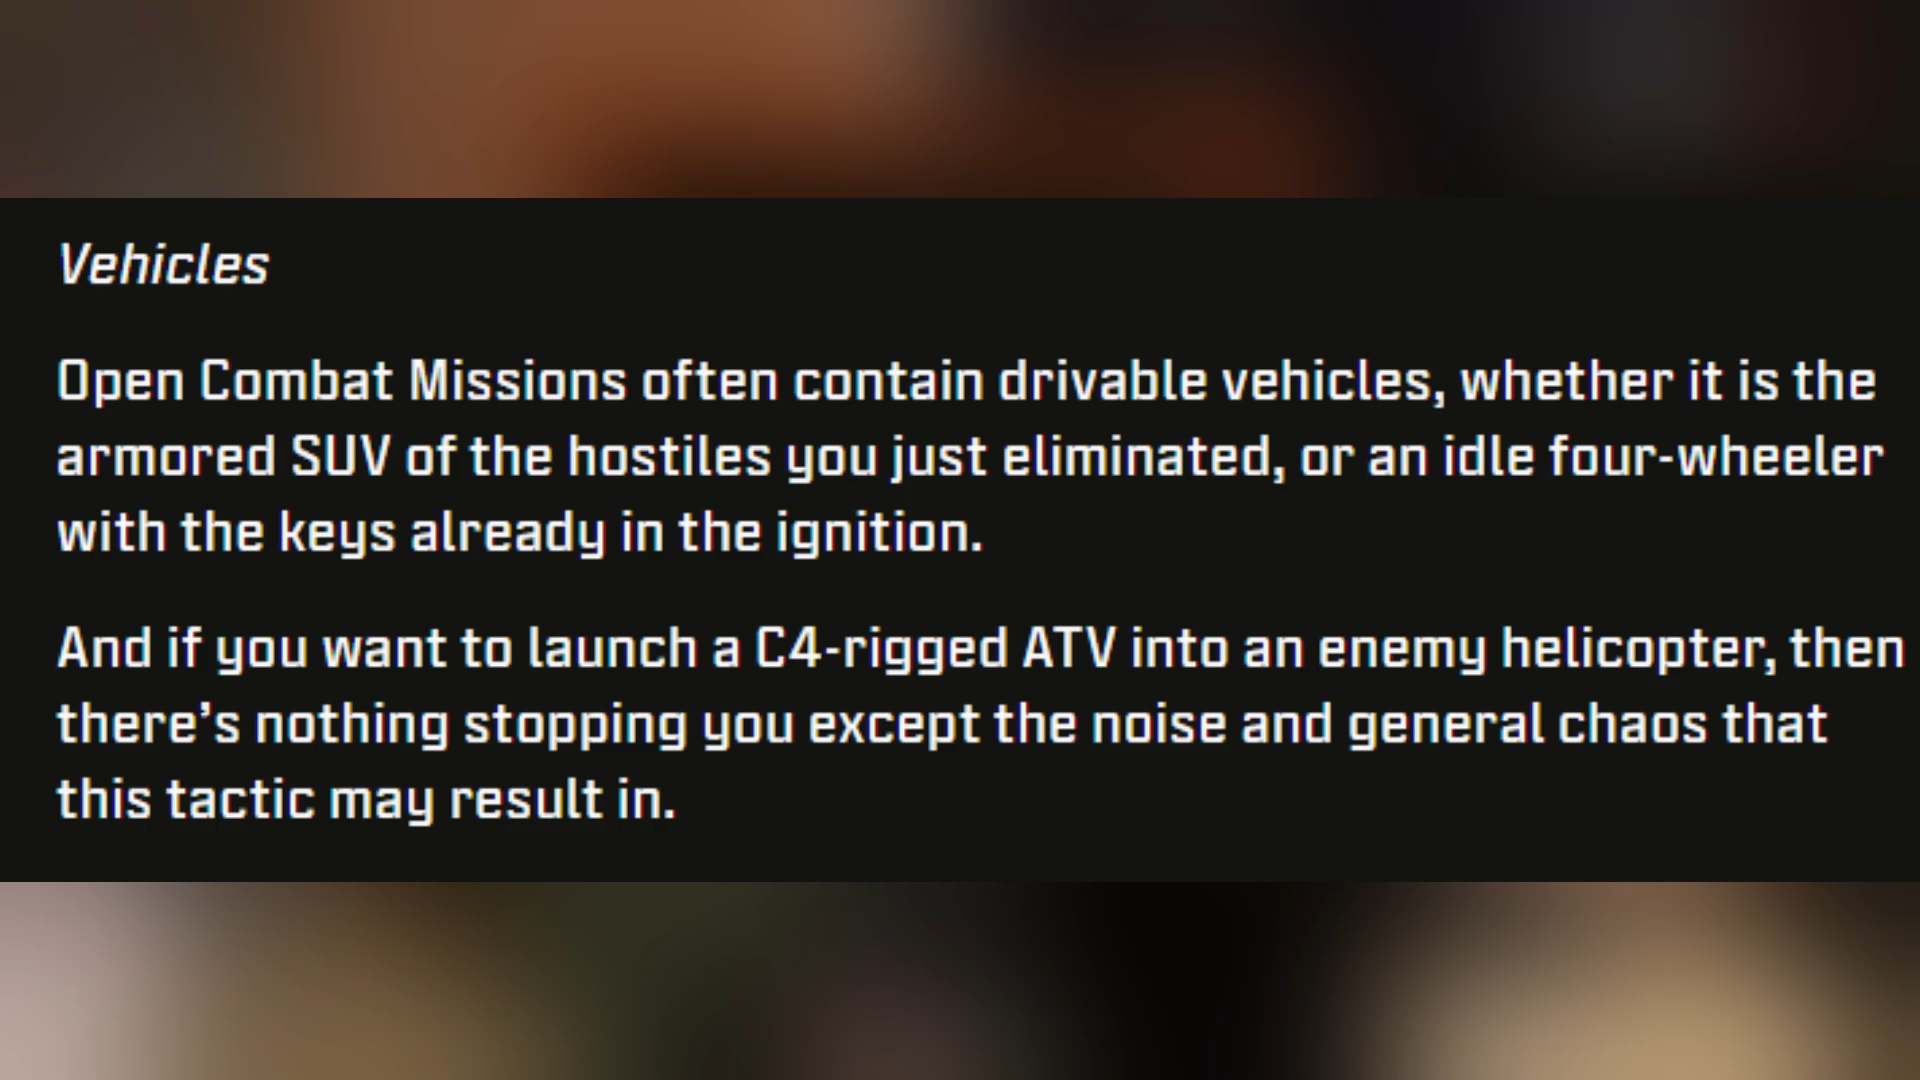 Vehicles
Open Combat Missions often contain drivable vehicles, whether it is the
armored SUV of the hostiles you just eliminated, or an idle four-wheeler
with the keys already in the ignition.
And if you want to launch a C4-rigged ATV into an enemy helicopter, then
there’s nothing stopping you except the noise and general chaos that
this tactic may result in.